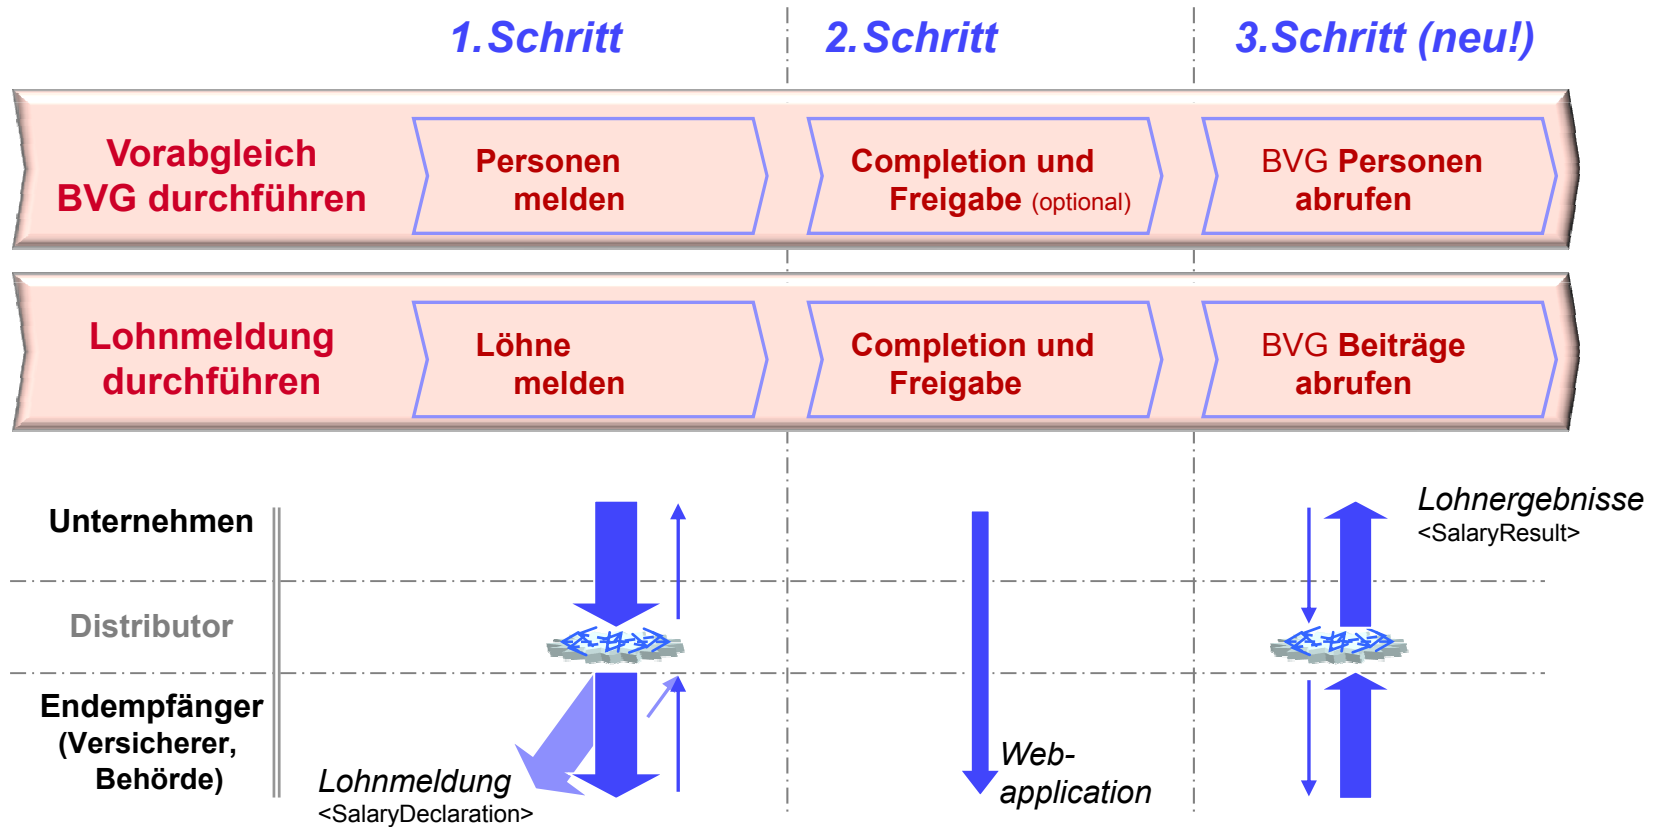 1. Schritt
2. Schritt
3. Schritt (neu!)
Vorabgleich
BVG durchführen
Personen
melden
Completion und
Freigabe (optional)
BVG Personen
abrufen
Lohnmeldung
durchführen
Löhne
melden
Completion und
Freigabe
BVG Beiträge
abrufen
Unternehmen
Lohnergebnisse
<SalaryResult>
Distributor
Endempfänger
(Versicherer,
Behörde)
Lohnmeldung
<SalaryDeclaration>
Web-
application